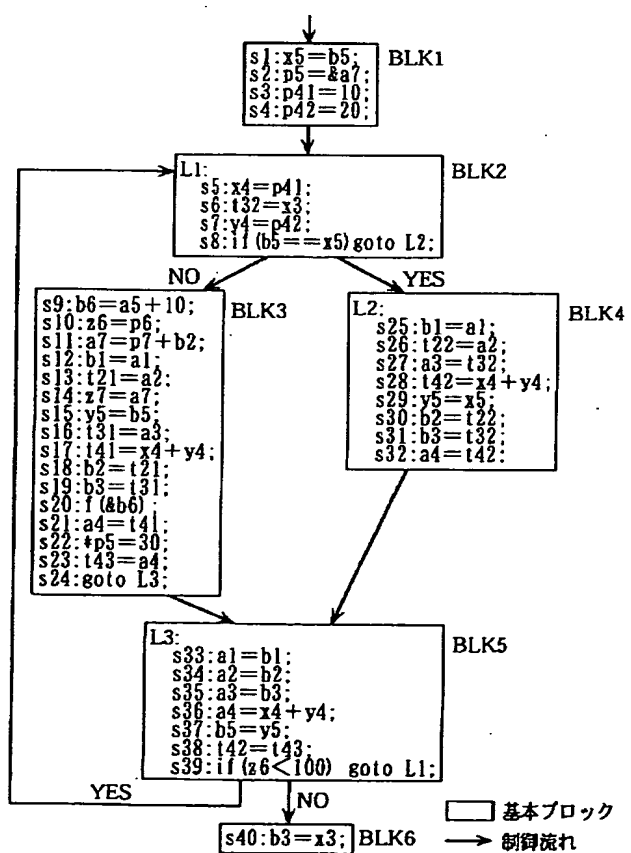 s1:x5=b5;
s2:p5=&a7;
s3:p41=10;
s4:p42=20;
BLK1
L1:
s5:x4=p41;
s6:t32=x3;
s7:y4=p42;
s8:if(b5==x5)goto L2;
BLK2
NO
YES
s9:b6=a5+10;
s10:z6=p6;
s11:a7=p7+b2;
s12:b1=a1;
s13:t21=a2;
s14:z7=a7;
s15:y5=b5;
s16:t31=a3;
s17:t41=x4+y4;
s18:b2=t21;
s19:b3=t31;
s20:f(&b6)
s21:a4=t41;
s22:*p5=30;
s23:t43=a4;
s24:goto L3;
BLK3
L2:
s25:b1=a1;
s26:t22=a2;
s27:a3=t32;
s28:t42=x4+y4;
s29:y5=x5;
s30:b2=t22;
s31:b3=t32;
s32:a4=t42;
BLK4
L3:
s33:a1=b1;
s34:a2=b2;
s35:a3=b3;
s36:a4=x4+y4;
s37:b5=y5;
s38:t42=t43;
s39:if(z6<100) goto L1;
BLK5
YES
NO
s40:b3=x3;
BLK6
基本ブロック
制御流れ